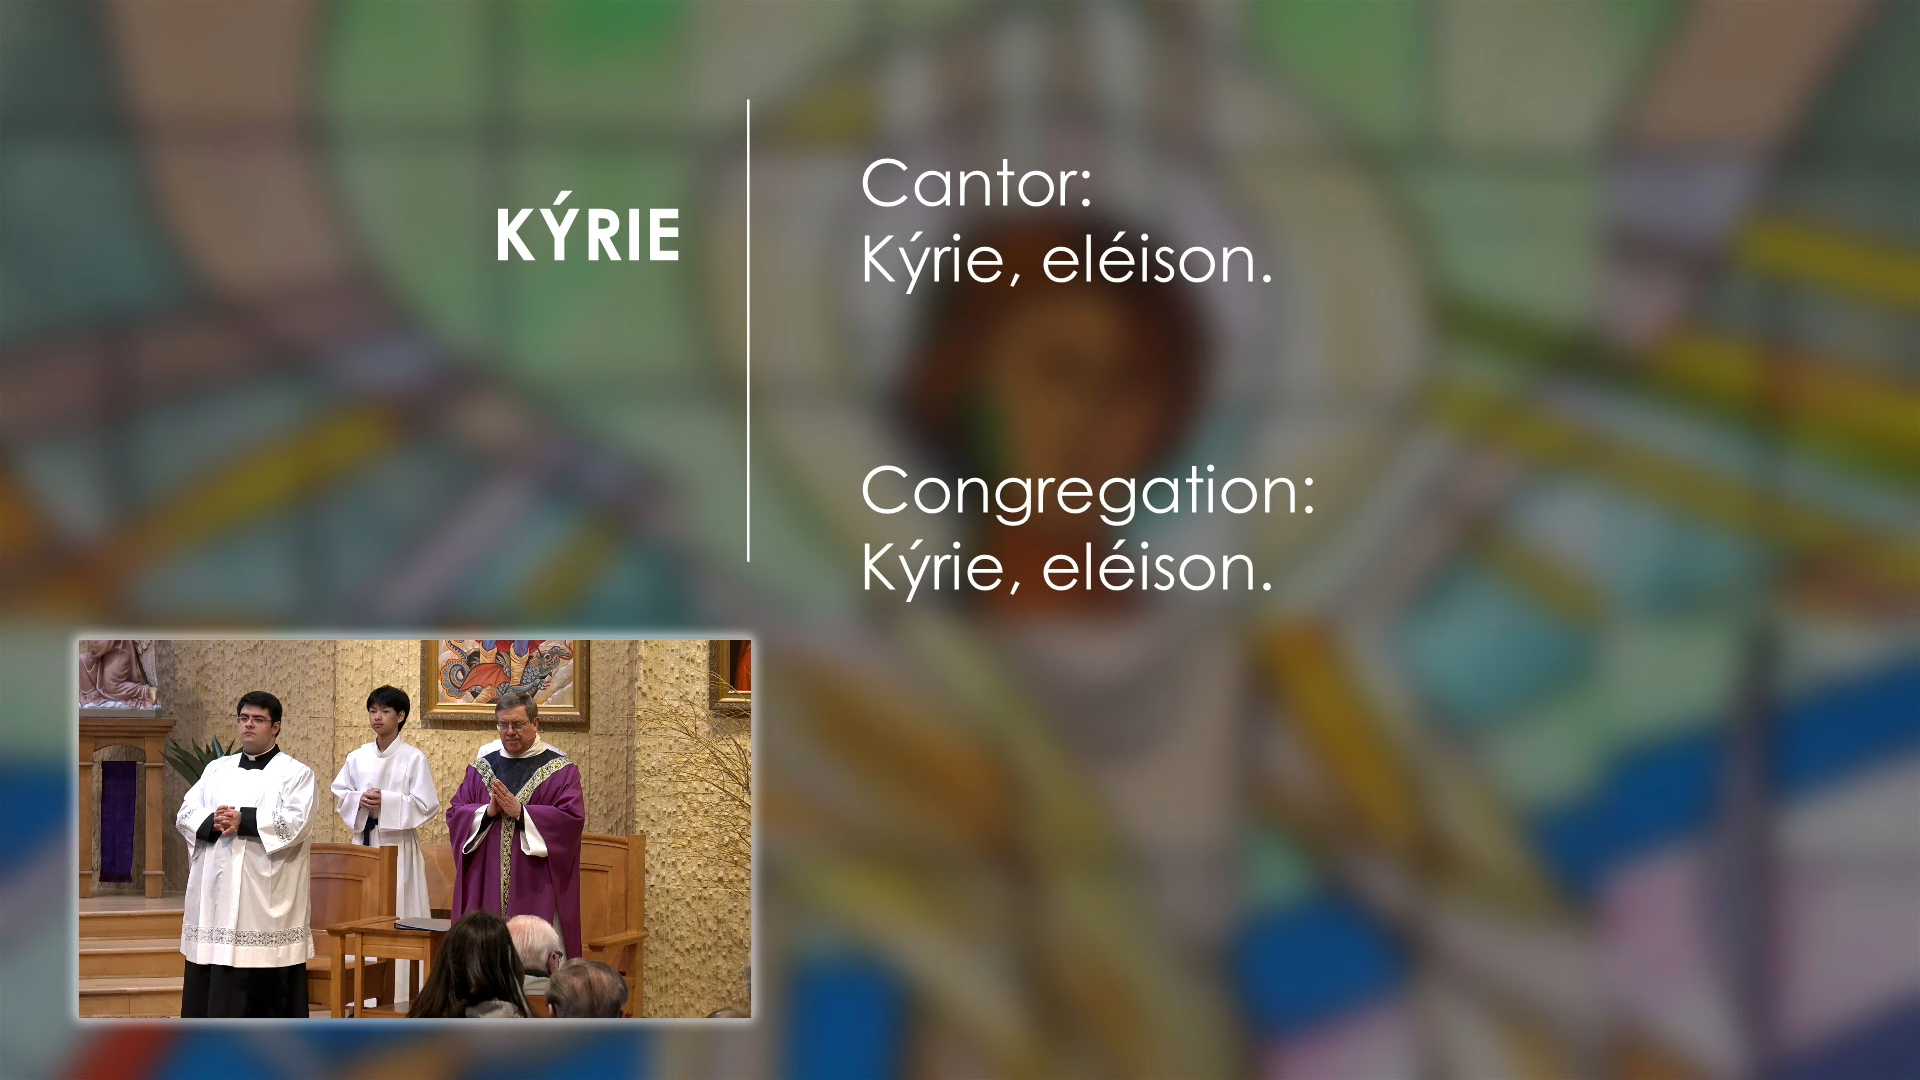 KÝRIE
Cantor:
Kýrie, eléison.
Congregation:
Kýrie, eléison.